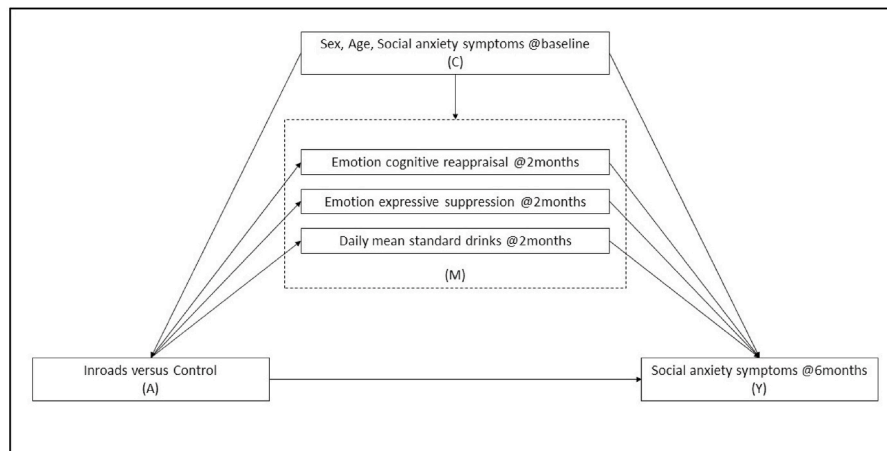 Sex, Age, Social anxiety symptoms @baseline
(C)
Emotion cognitive reappraisal @2months
Emotion expressive suppression @2months
Daily mean standard drinks @2months
(M)
Inroads versus Control
(A)
Social anxiety symptoms @6months
(Y)